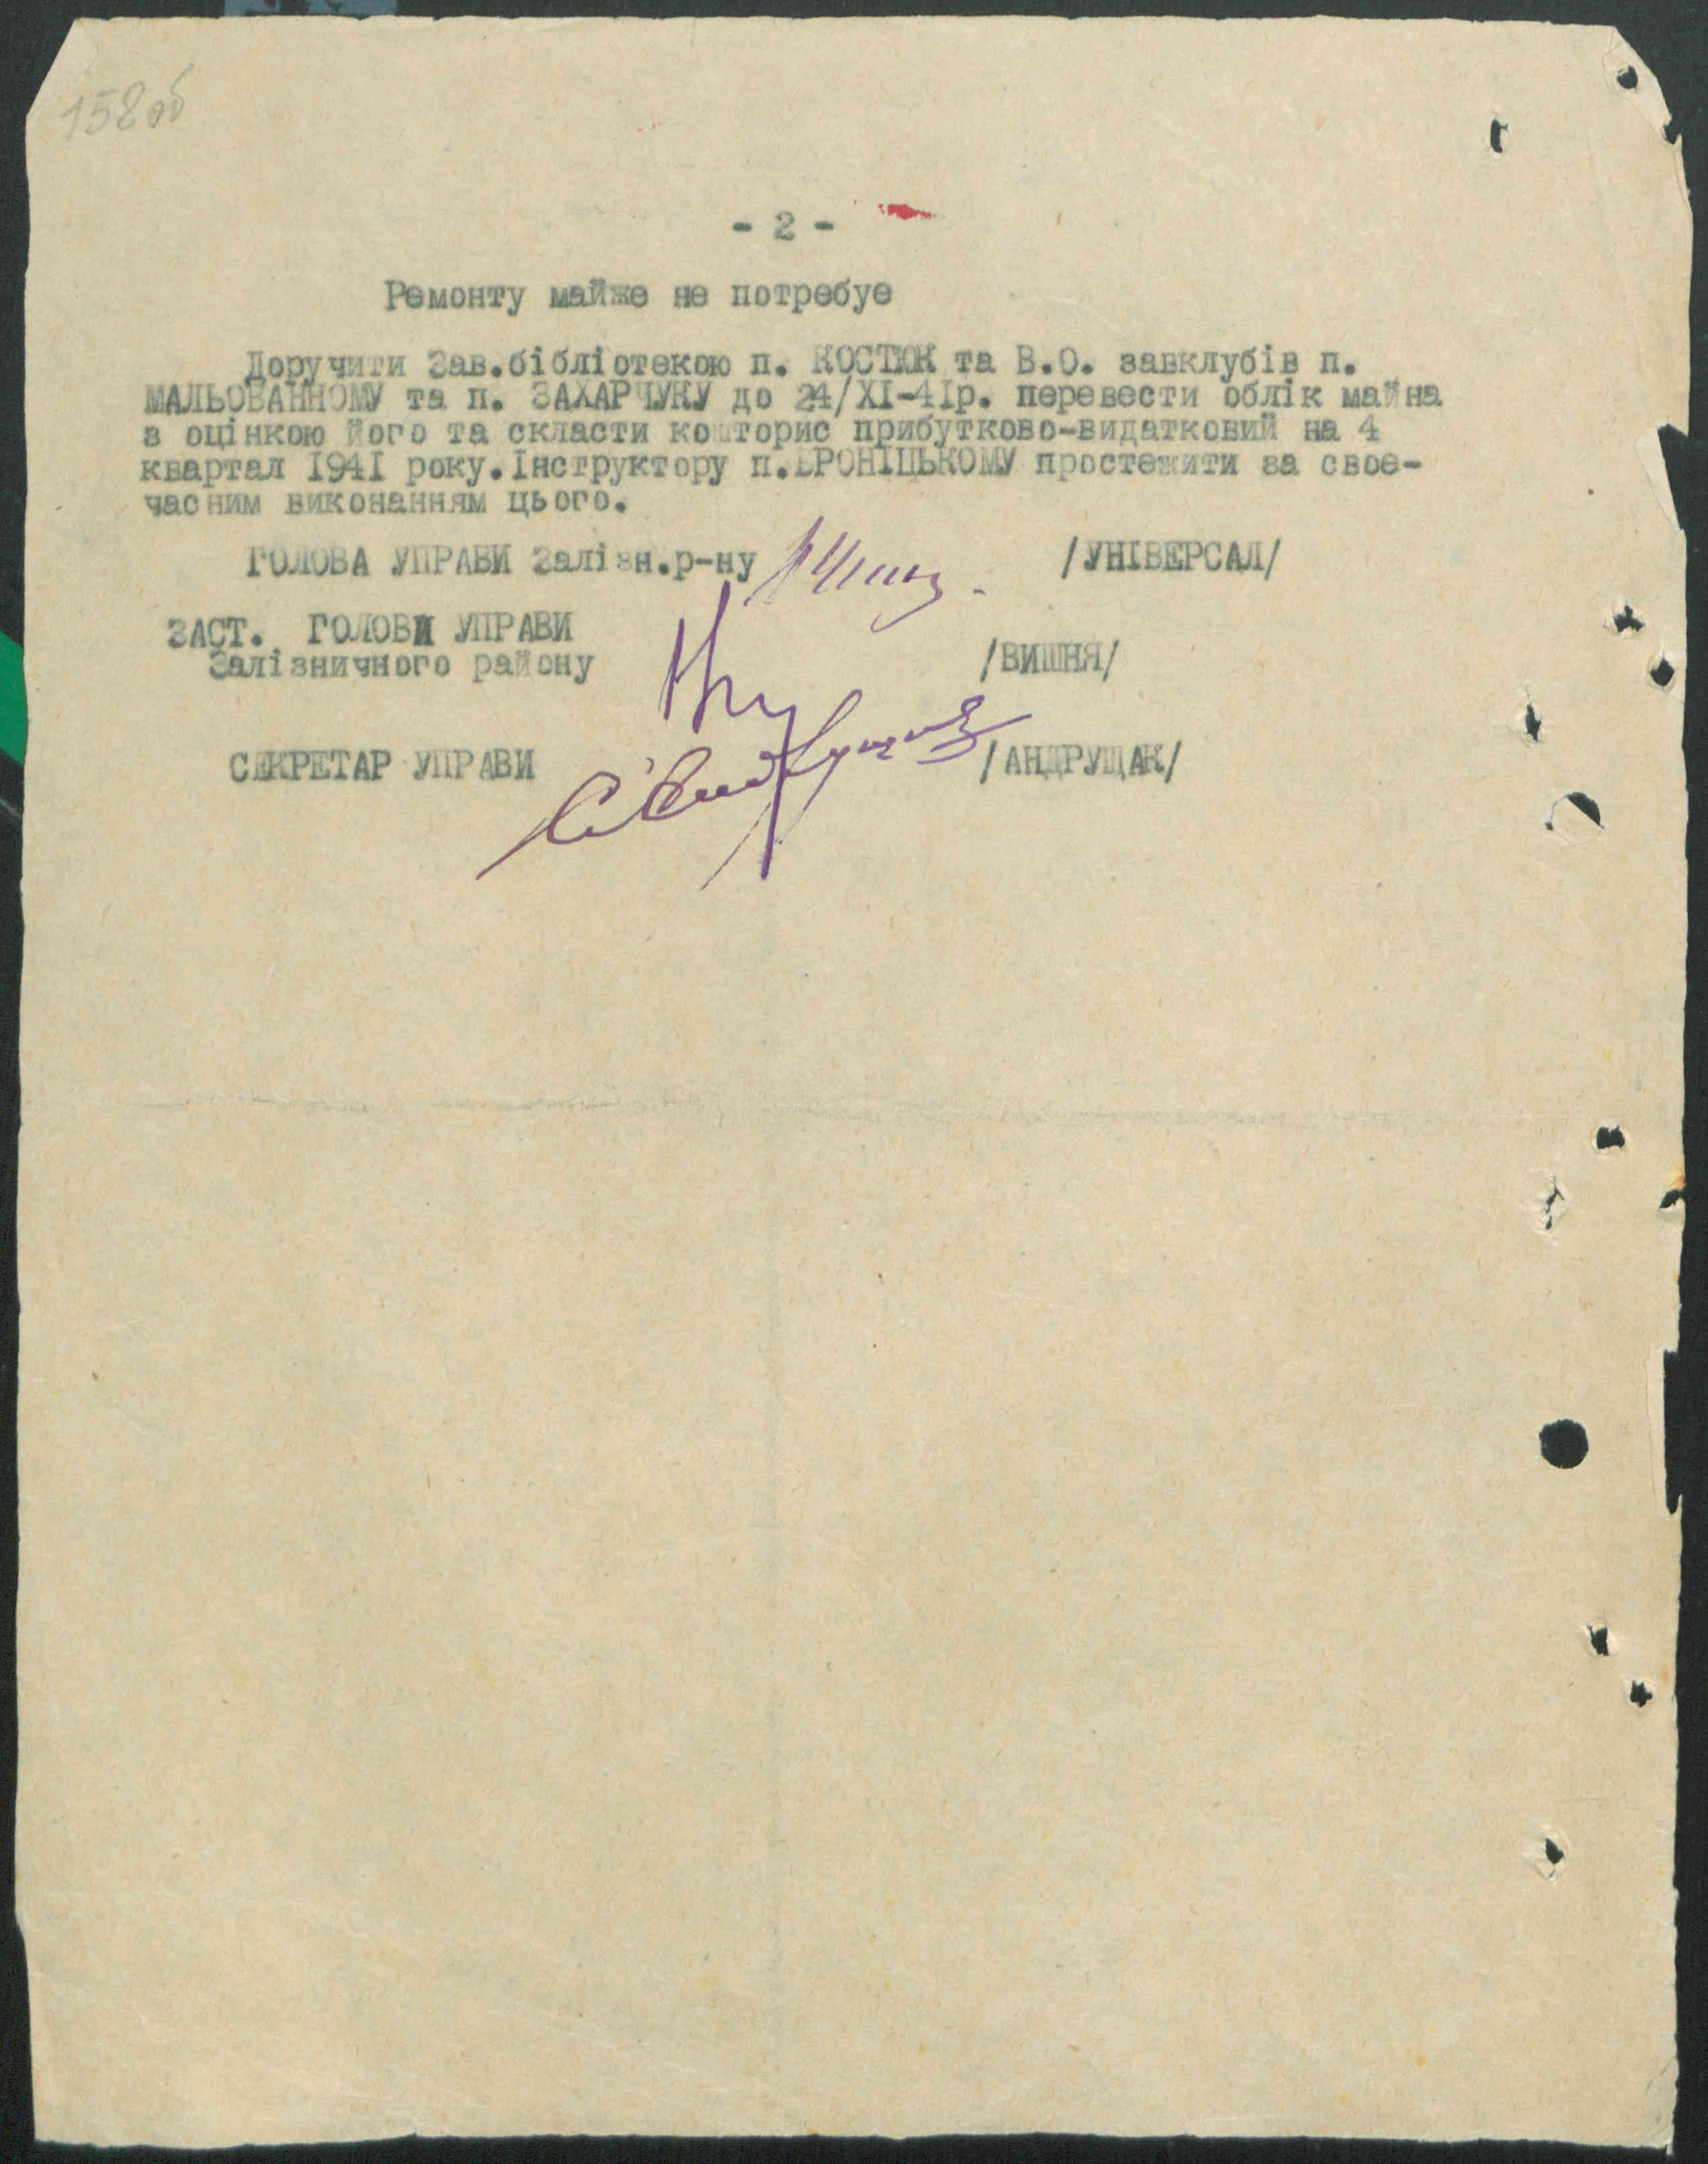 158об
- 2 -
Ремонту майже не потребує
Доручити Зав.бібліотекою п. КОСТЮК та В.О. завклубів п.
МАЛЬОВАННОМУ та п. ЗАХАРЧУКУ до 24/XI-41р. перевести облік майна
з оцінкою його та скласти кошторис прибутково-видатковий на 4
квартал 1941 року. Інструктору п.БРОНІЦЬКОМУ простежити за своє-
часним виконанням цього.
ГОЛОВА УПРАВИ Залізн.р-ну /УНІВЕРСАЛ/
ЗАСТ. ГОЛОВИ УПРАВИ
Залізничного району /ВИШНЯ/
СЕКРЕТАР УПРАВИ /АНДРУЩАК/